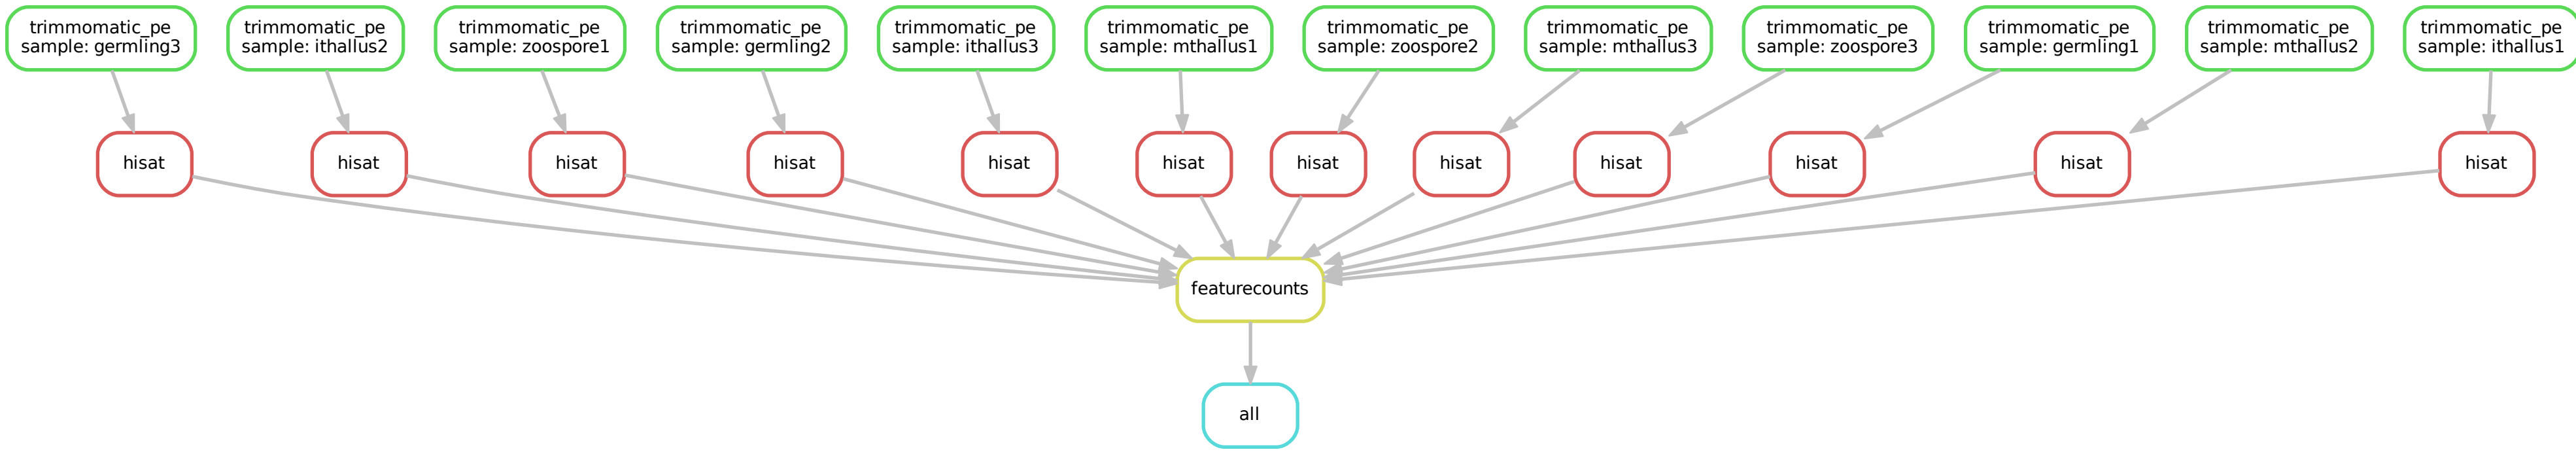 trimmomatic_pe
sample: germling3
trimmomatic_pe
sample: ithallus2
trimmomatic_pe
sample: zoospore1
trimmomatic_pe
sample: germling2
trimmomatic_pe
sample: ithallus3
trimmomatic_pe
sample: mthallus1
trimmomatic_pe
sample: zoospore2
trimmomatic_pe
sample: mthallus3
trimmomatic_pe
sample: zoospore3
trimmomatic_pe
sample: germling1
trimmomatic_pe
sample: mthallus2
trimmomatic_pe
sample: ithallus1
hisat
hisat
hisat
hisat
hisat
hisat
hisat
hisat
hisat
hisat
hisat
hisat
featurecounts
all